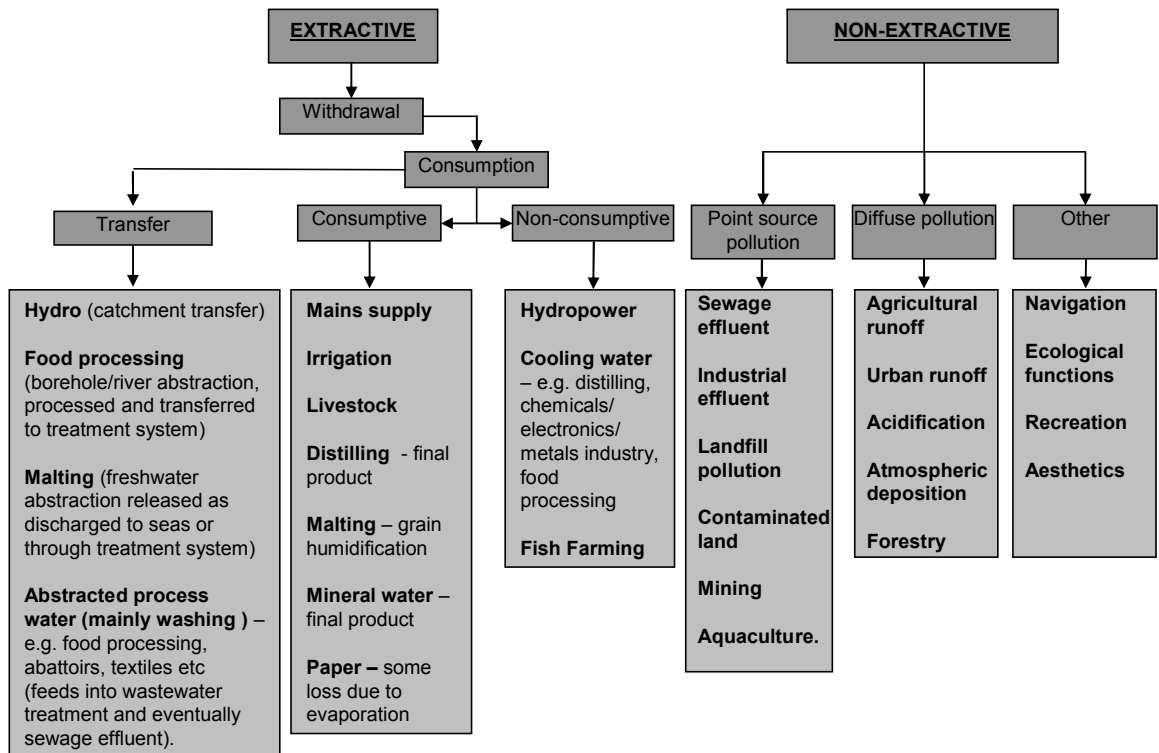 EXTRACTIVE
NON-EXTRACTIVE
Withdrawal
Consumption
Transfer
Consumptive
Non-consumptive
Point source
pollution
Diffuse pollution
Other
Hydro (catchment transfer)
Food processing
(borehole/river abstraction,
processed and transferred
to treatment system)
Malting (freshwater
abstraction released as
discharged to seas or
through treatment system)
Abstracted process
water (mainly washing ) –
e.g. food processing,
abattoirs, textiles etc
(feeds into wastewater
treatment and eventually
sewage effluent).
Mains supply
Irrigation
Livestock
Distilling - final
product
Malting – grain
humidification
Mineral water –
final product
Paper – some
loss due to
evaporation
Hydropower
Cooling water
– e.g. distilling,
chemicals/
electronics/
metals industry,
food
processing
Fish Farming
Sewage
effluent
Industrial
effluent
Landfill
pollution
Contaminated
land
Mining
Aquaculture.
Agricultural
runoff
Urban runoff
Acidification
Atmospheric
deposition
Forestry
Navigation
Ecological
functions
Recreation
Aesthetics